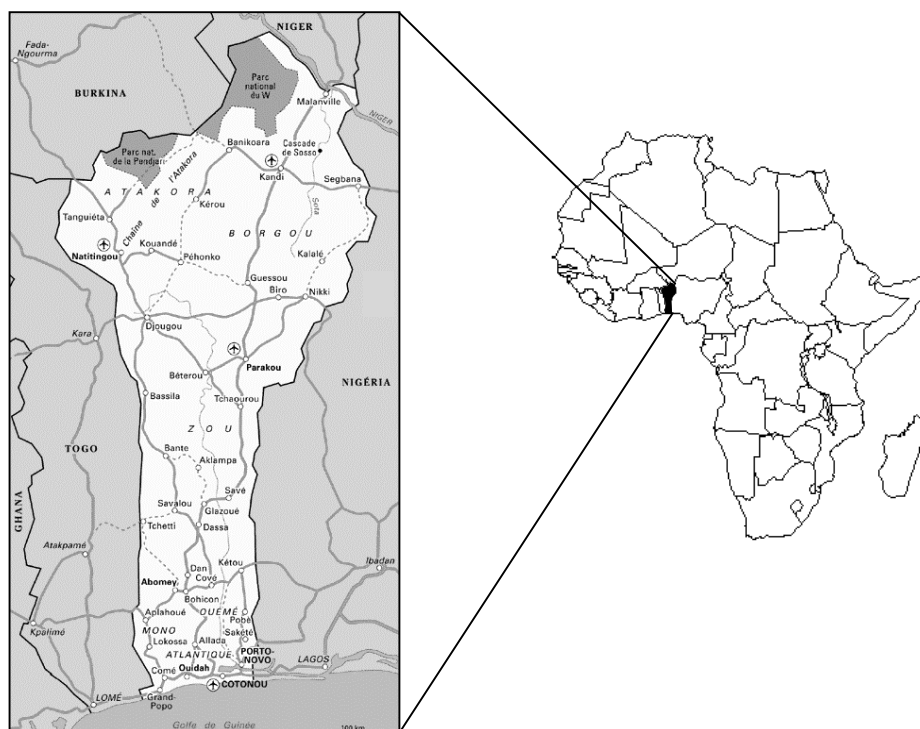 NIGER
Fada-
Ngourma
BURKINA
Parc
national
du W
Malanville
NIGER
Parc nat.
de la Pendjari
Banikoara
Cascade
de Sosso
Kandi
Segbana
ATAKORA
Chaîne
de
l'Atakora
Kérou
Sota
Tanguiéta
BORGOU
Kouandé
Natitingou
Péhonko
Kalalé
Guessou
Biro
Nikki
Kara
Djougou
Parakou
Béterou
NIGÉRIA
Bassila
Tchaourou
ZOU
TOGO
Bante
Aklampa
GHANA
Savé
Savalou
Glazoué
Tchetti
Dassa
Atakpamé
Ibadan
Dan
Kétou
Abomey
Cové
Bohicon
Aplahoué
OUÉMÉ
Pobè
Kpalimé
MONO
Sakété
Lokossa
Allada
ATLANTIQUE
PORTO-
NOVO
LAGOS
Comé
Ouidah
COTONOU
LOMÉ
Grand-
Popo
Golfe de Guinée
100 km